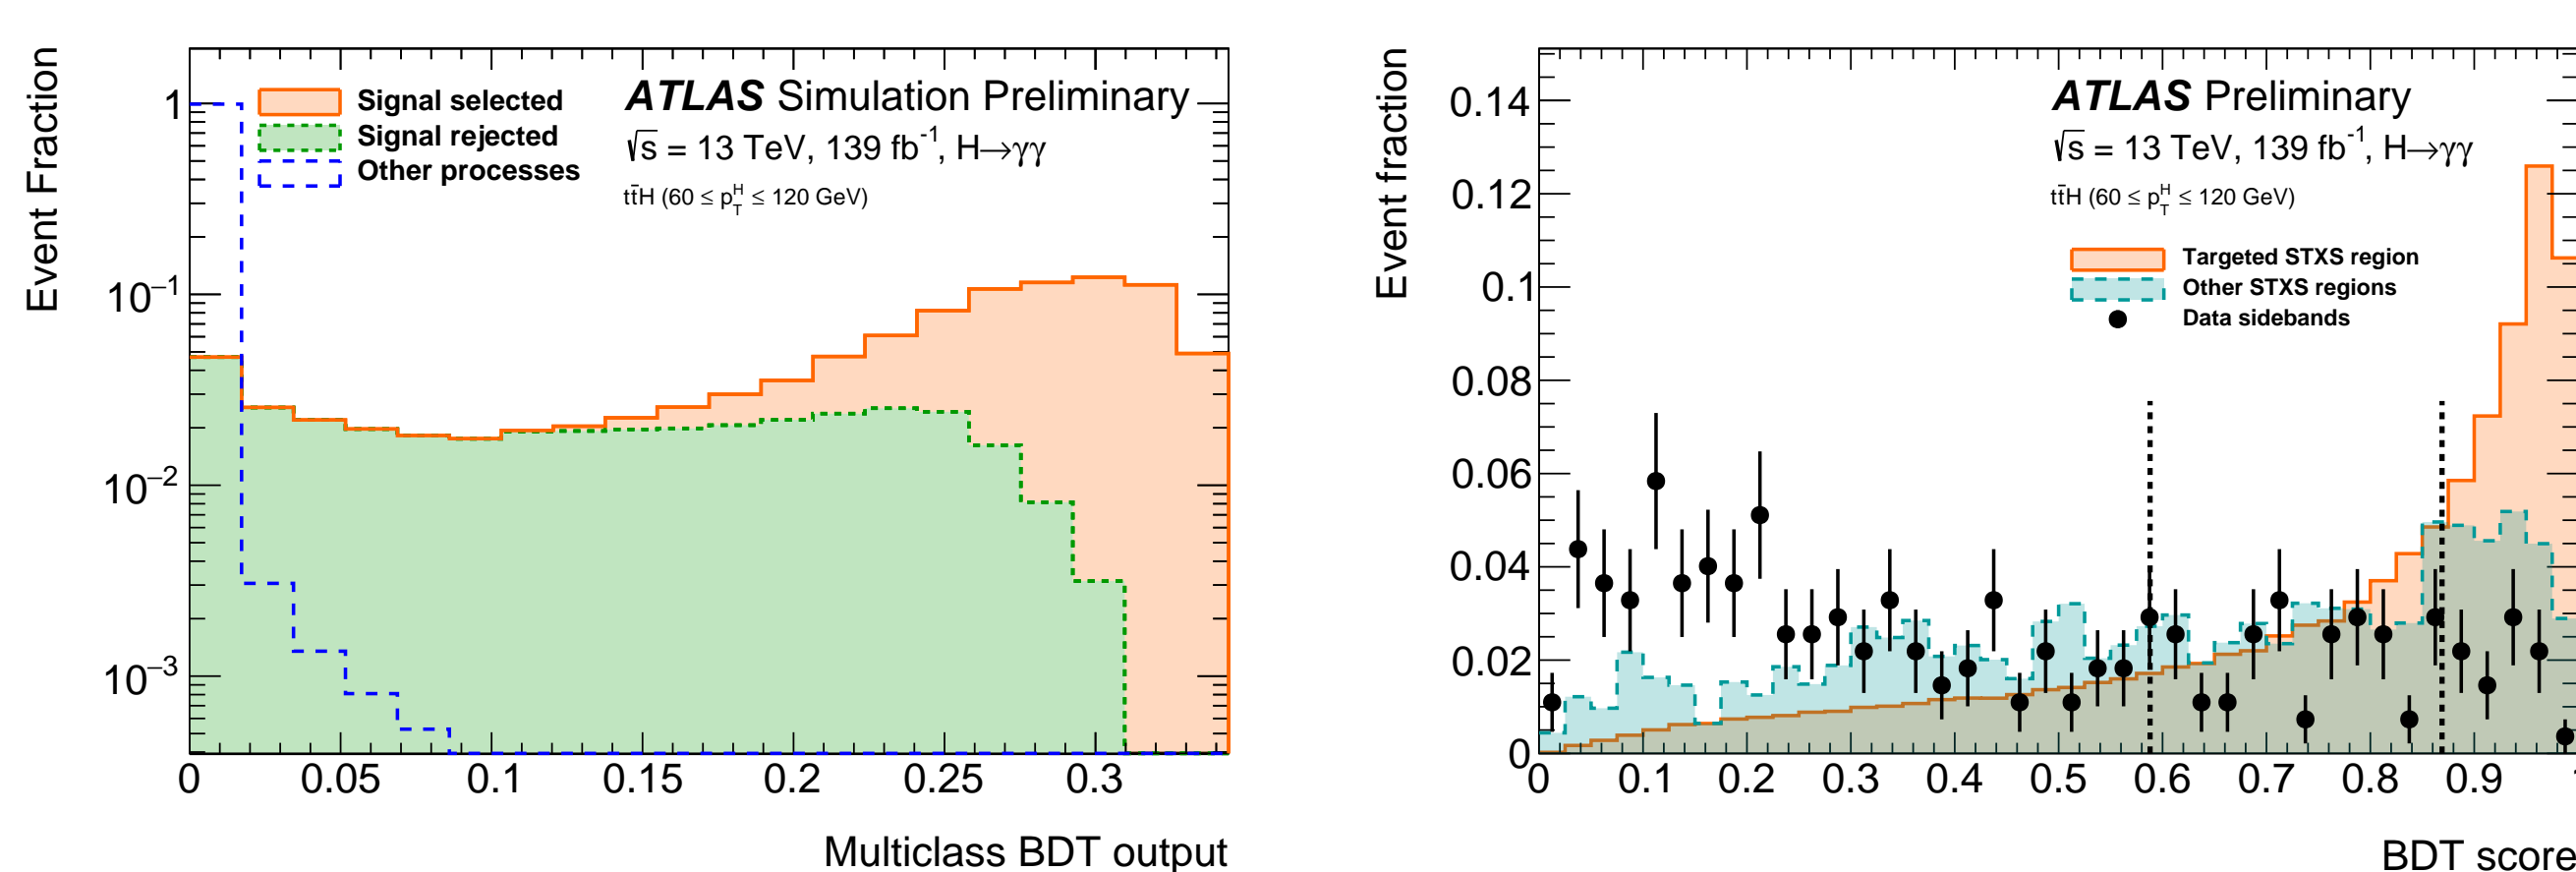 Event Fraction
1
10⁻¹
10⁻²
10⁻³
Signal selected
Signal rejected
Other processes
ATLAS Simulation Preliminary
√s = 13 TeV, 139 fb⁻¹, H→γγ
tt̄H (60 ≤ p_T^H ≤ 120 GeV)
0 0.05 0.1 0.15 0.2 0.25 0.3
Multiclass BDT output
Event fraction
0.14
0.12
0.1
0.08
0.06
0.04
0.02
0
ATLAS Preliminary
√s = 13 TeV, 139 fb⁻¹, H→γγ
tt̄H (60 ≤ p_T^H ≤ 120 GeV)
Targeted STXS region
Other STXS regions
Data sidebands
0 0.1 0.2 0.3 0.4 0.5 0.6 0.7 0.8 0.9
BDT score